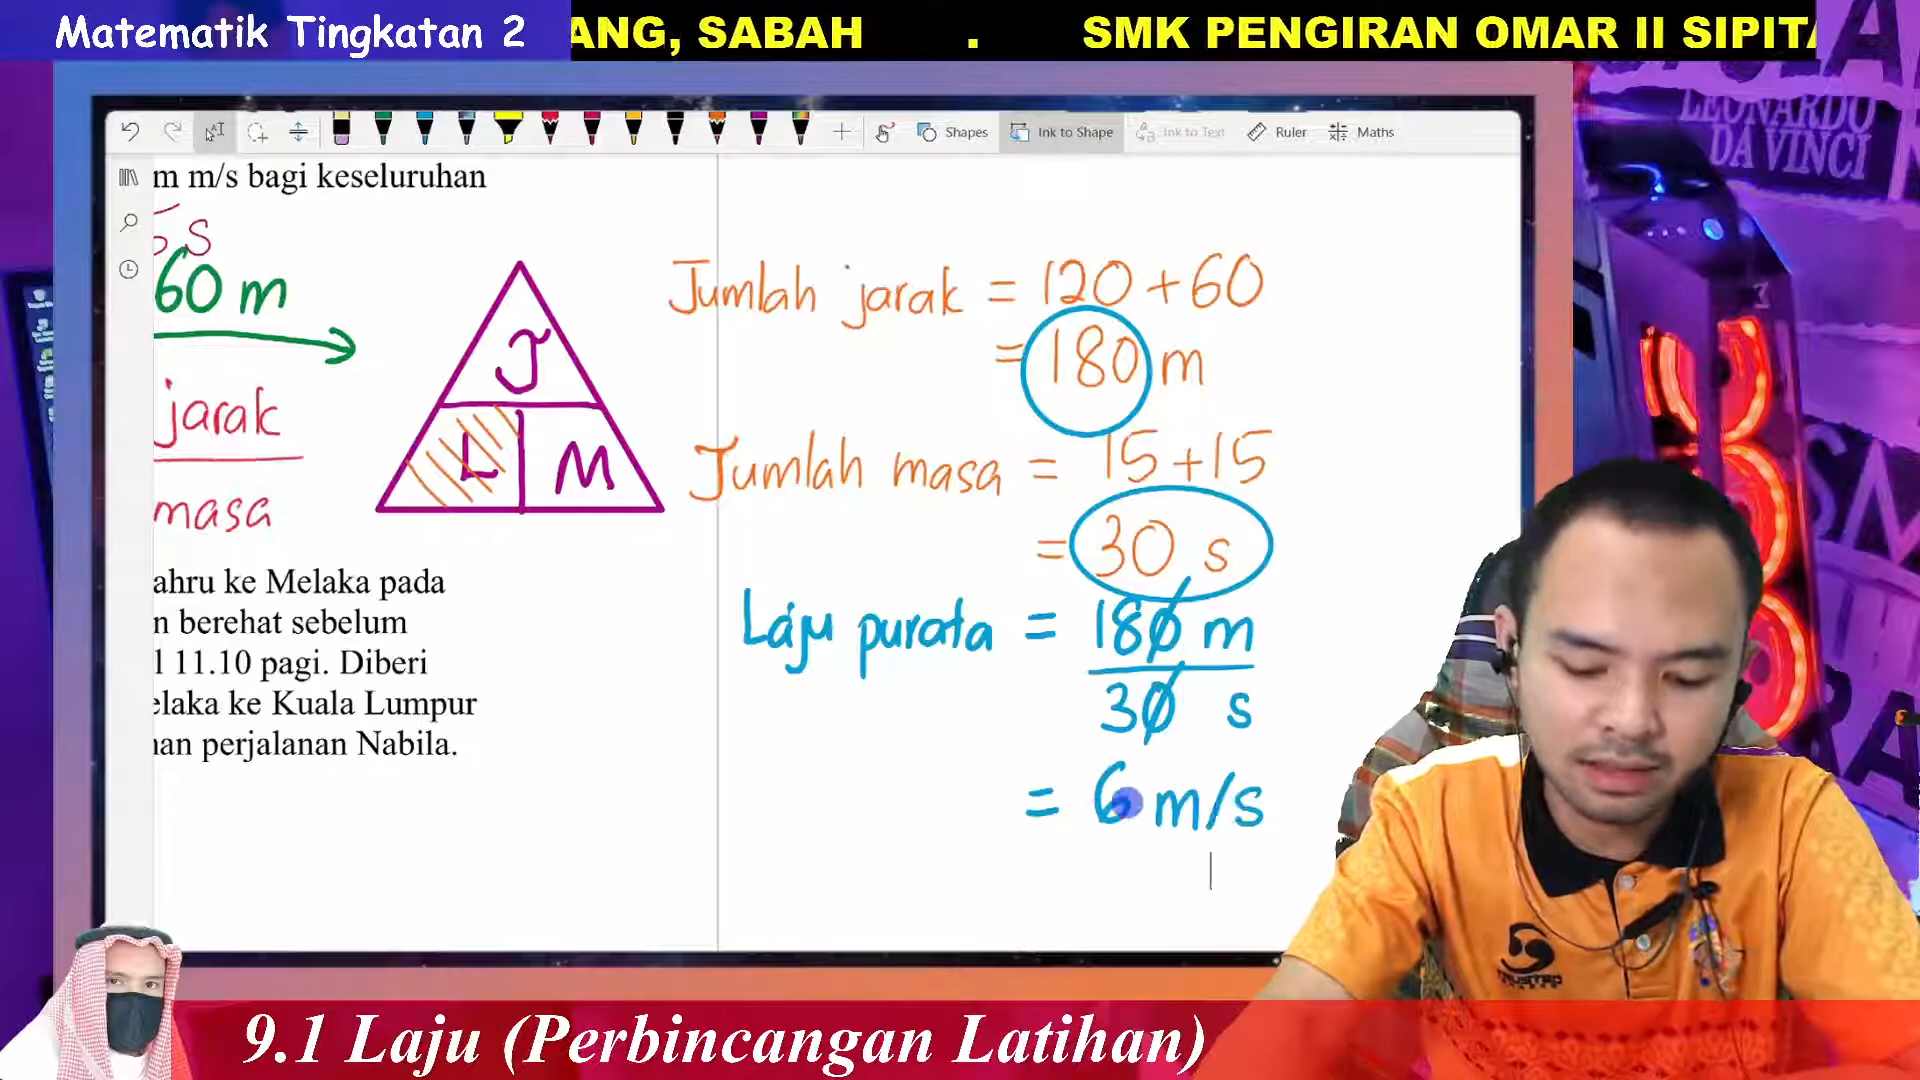 Matematik Tingkatan 2
ANG, SABAH . SMK PENGIRAN OMAR II SIPITA
Shapes Ink to Shape Ink to Text Ruler Maths
m m/s bagi keseluruhan
5 s
60 m
jarak
masa
J
L M
Jumlah jarak = 120 + 60
= 180 m
Jumlah masa = 15 + 15
= 30 s
Laju purata = 180 m
30 s
= 6 m/s
ahru ke Melaka pada
n berehat sebelum
l 11.10 pagi. Diberi
elaka ke Kuala Lumpur
nan perjalanan Nabila.
LEONARDO
DA VINCI
9.1 Laju (Perbincangan Latihan)